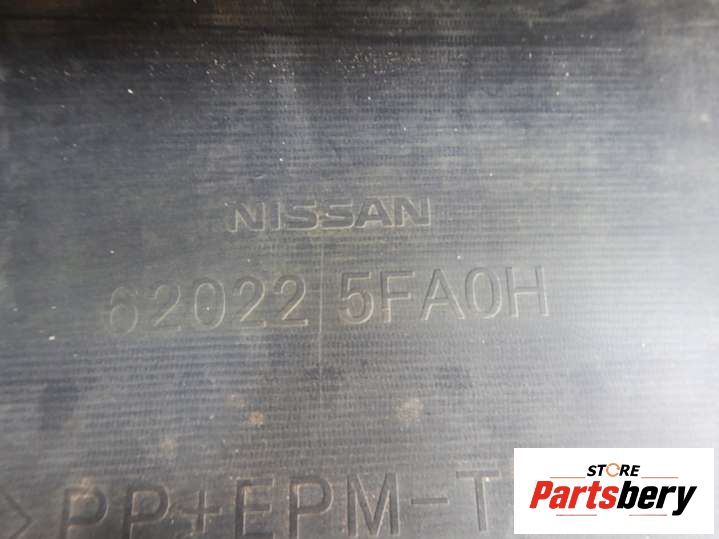 NISSAN
62022 5FA0H
>PP+EPM-T
STORE
Partsbery